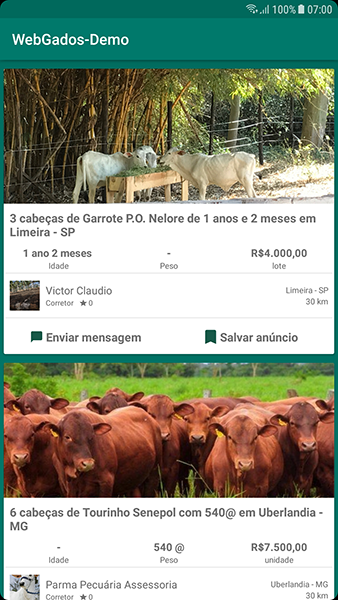 100% 07:00
WebGados-Demo
3 cabeças de Garrote P.O. Nelore de 1 anos e 2 meses em
Limeira - SP
1 ano 2 meses - R$4.000,00
Idade Peso lote
Victor Claudio Limeira - SP
Corretor ★ 0 30 km
Enviar mensagem Salvar anúncio
6 cabeças de Tourinho Senepol com 540@ em Uberlandia -
MG
- 540 @ R$7.500,00
Idade Peso unidade
Parma Pecuária Assessoria Uberlandia - MG
Corretor ★ 0 30 km